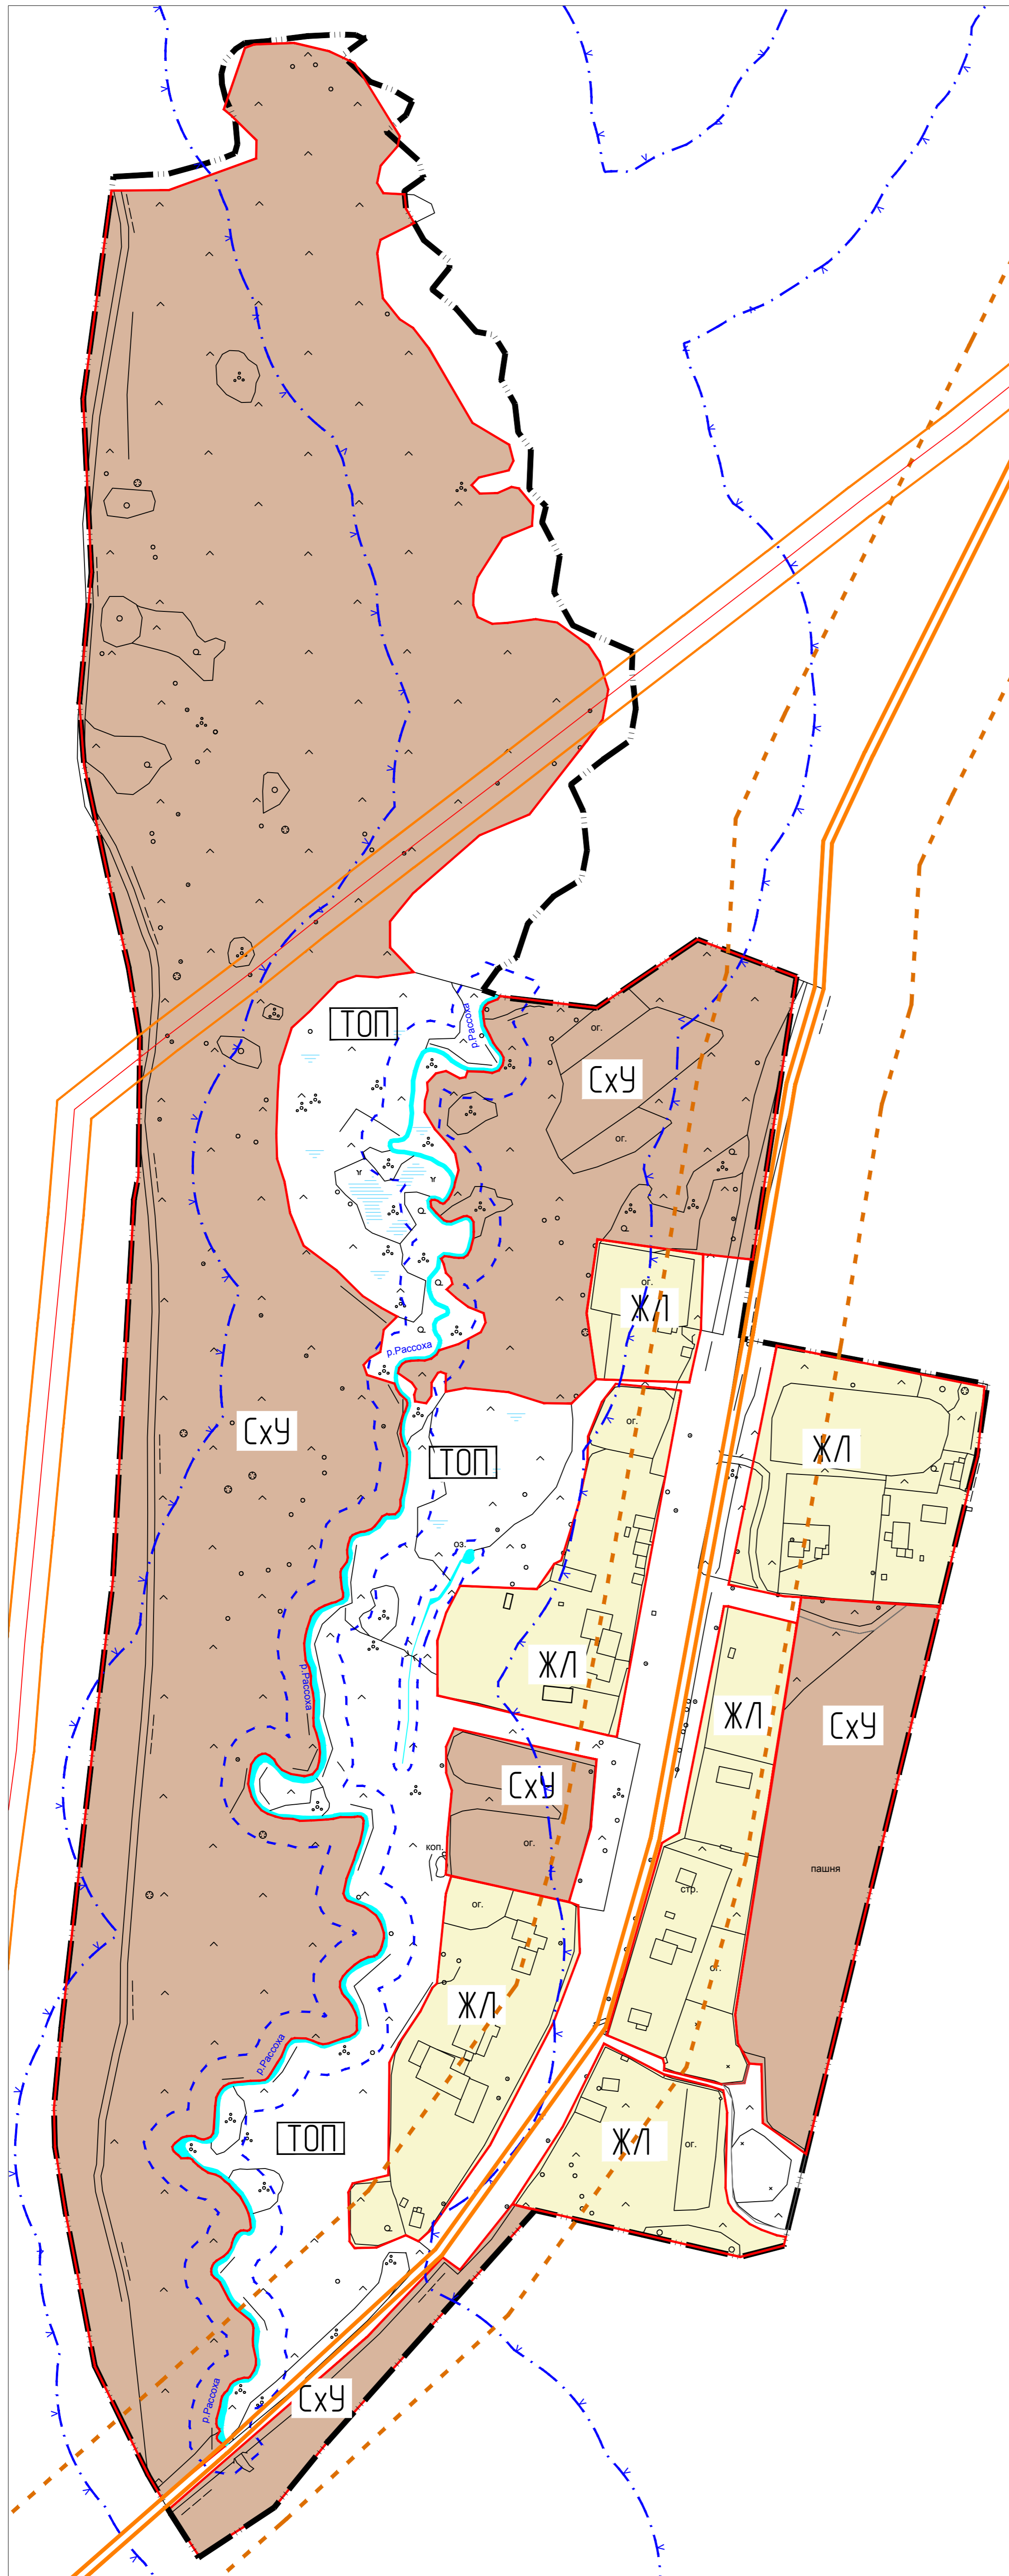 ТОП
р.Рассоха
ог.
СхУ
ог.
ог.
ЖЛ
р.Рассоха
ог.
СхУ
ЖЛ
ТОП
оз.
ЖЛ
р.Рассоха
ЖЛ
СхУ
СхУ
ог.
коп.
пашня
стр.
ог.
ог.
ЖЛ
р.Рассоха
ТОП
ЖЛ
ог.
р.Рассоха
СхУ